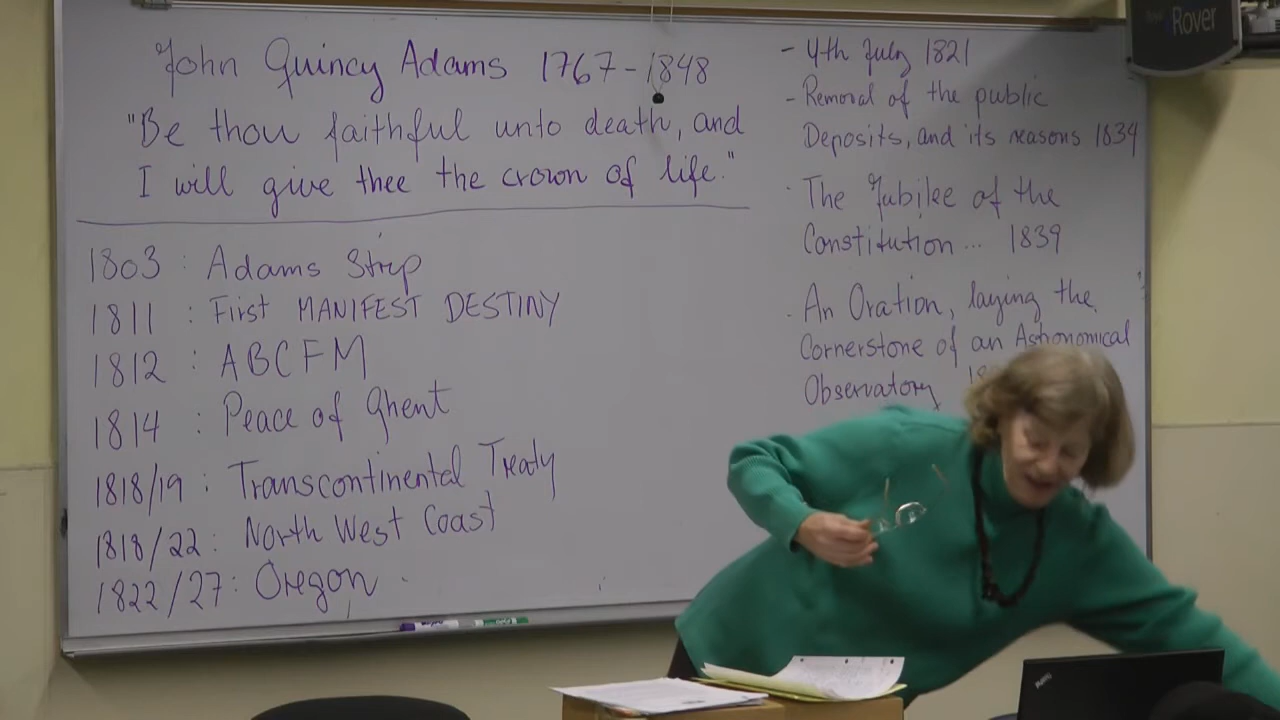 John Quincy Adams 1767-1848
"Be thou faithful unto death, and
I will give thee the crown of life."
1803 : Adams Strip
1811 : First MANIFEST DESTINY
1812 : ABCFM
1814 : Peace of Ghent
1818/19 : Transcontinental Treaty
1818/22 : North West Coast
1822/27 : Oregon
- 4th July 1821
- Removal of the public
Deposits, and its reasons 1834
· The Jubilee of the
Constitution ... 1839
· An Oration, laying the
Cornerstone of an Astronomical
Observatory
Rover